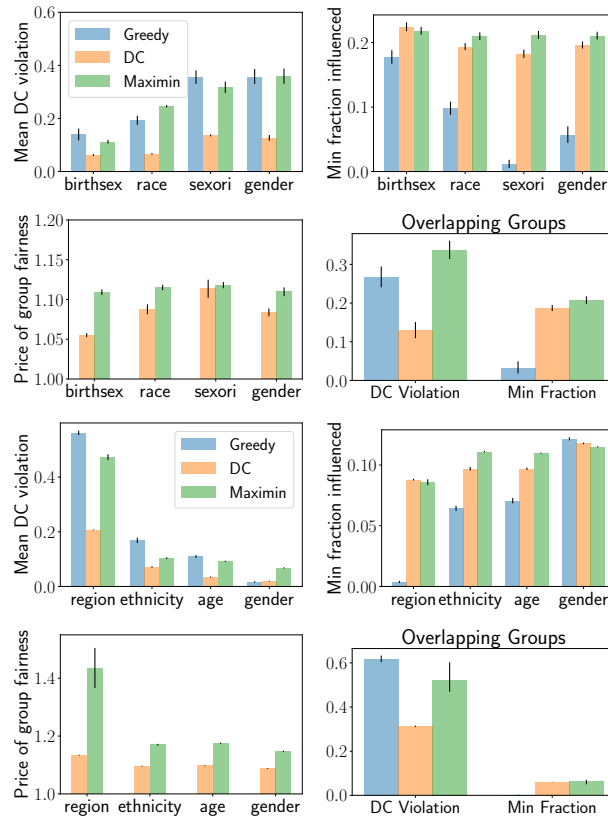 Mean DC violation
0.6
0.4
0.2
0.0
Greedy
DC
Maximin
birthsex race sexori gender
Min fraction influenced
0.2
0.1
0.0
birthsex race sexori gender
Price of group fairness
1.20
1.15
1.10
1.05
1.00
birthsex race sexori gender
Overlapping Groups
0.3
0.2
0.1
0.0
DC Violation Min Fraction
Mean DC violation
0.4
0.2
0.0
Greedy
DC
Maximin
region ethnicity age gender
Min fraction influenced
0.10
0.05
0.00
region ethnicity age gender
Price of group fairness
1.4
1.2
1.0
region ethnicity age gender
Overlapping Groups
0.6
0.4
0.2
0.0
DC Violation Min Fraction